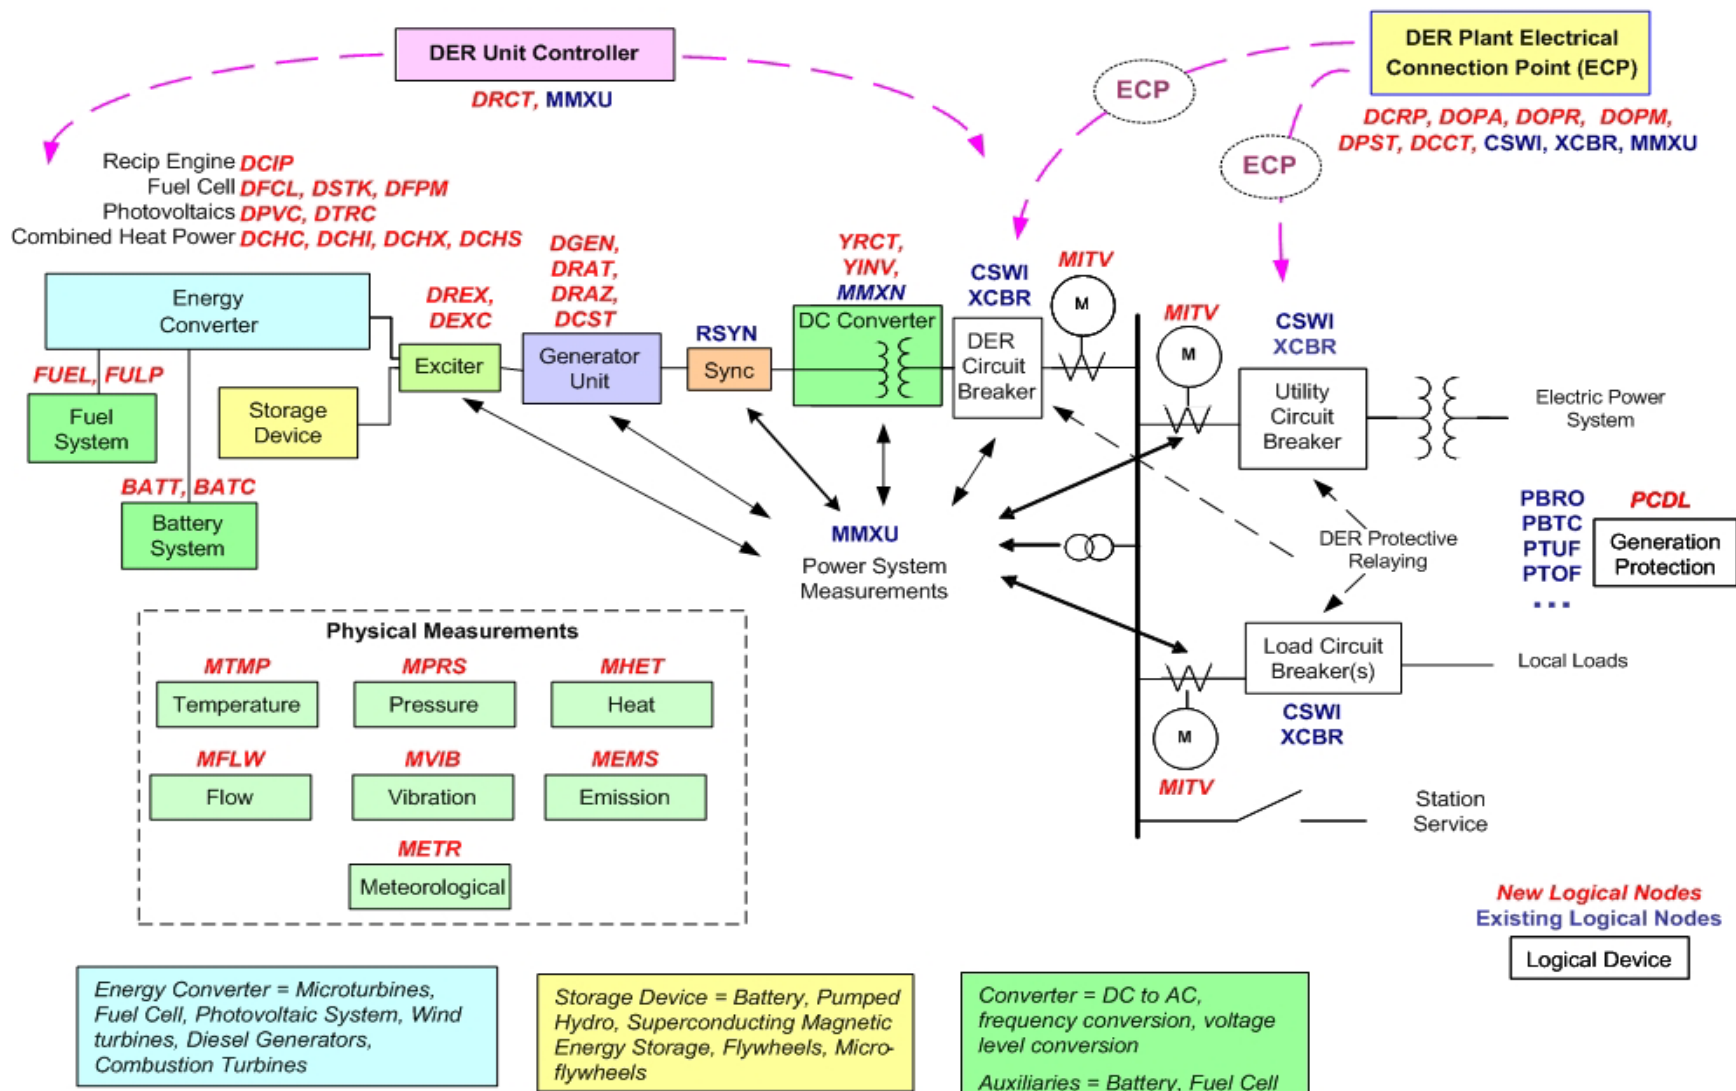 DER Unit Controller
DRCT, MMXU
DER Plant Electrical
Connection Point (ECP)
DCRP, DOPA, DOPR, DOPM,
DPST, DCCT, CSWI, XCBR, MMXU
ECP
ECP
Recip Engine DCIP
Fuel Cell DFCL, DSTK, DFPM
Photovoltaics DPVC, DTRC
Combined Heat Power DCHC, DCHI, DCHX, DCHS
Energy
Converter
FUEL, FULP
Fuel
System
Storage
Device
BATT, BATC
Battery
System
DREX,
DEXC
Exciter
DGEN,
DRAT,
DRAZ,
DCST
Generator
Unit
RSYN
Sync
YRCT,
YINV,
MMXN
DC Converter
CSWI
XCBR
DER
Circuit
Breaker
MITV
M
MITV
M
CSWI
XCBR
Utility
Circuit
Breaker
Electric Power
System
MMXU
Power System
Measurements
DER Protective
Relaying
PBRO
PBTC
PTUF
PTOF
...
PCDL
Generation
Protection
Load Circuit
Breaker(s)
Local Loads
CSWI
XCBR
M
MITV
Station
Service
Physical Measurements
MTMP
Temperature
MPRS
Pressure
MHET
Heat
MFLW
Flow
MVIB
Vibration
MEMS
Emission
METR
Meteorological
New Logical Nodes
Existing Logical Nodes
Logical Device
Energy Converter = Microturbines,
Fuel Cell, Photovoltaic System, Wind
turbines, Diesel Generators,
Combustion Turbines
Storage Device = Battery, Pumped
Hydro, Superconducting Magnetic
Energy Storage, Flywheels, Micro-
flywheels
Converter = DC to AC,
frequency conversion, voltage
level conversion
Auxiliaries = Battery, Fuel Cell